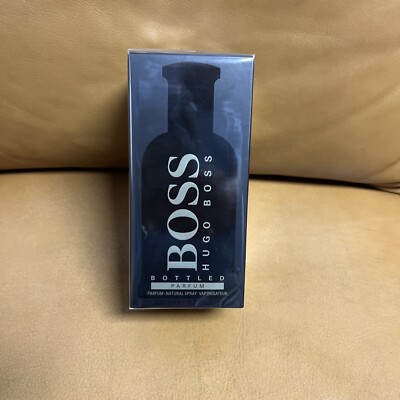 BOSS
HUGO BOSS
BOTTLED
PARFUM
PARFUM-NATURAL SPRAY-VAPORISATEUR